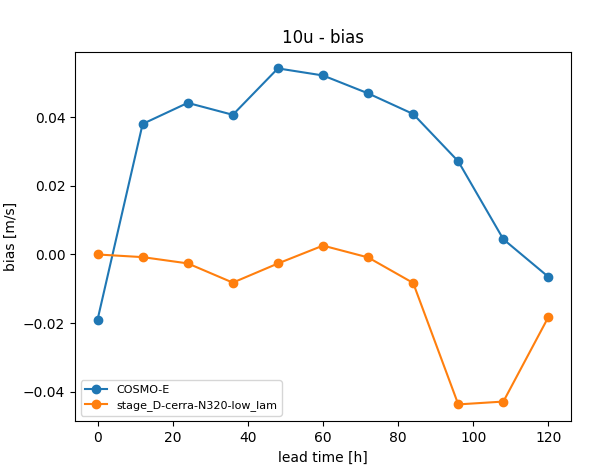 10u - bias
bias [m/s]
0.04
0.02
0.00
−0.02
−0.04
COSMO-E
stage_D-cerra-N320-low_lam
0 20 40 60 80 100 120
lead time [h]